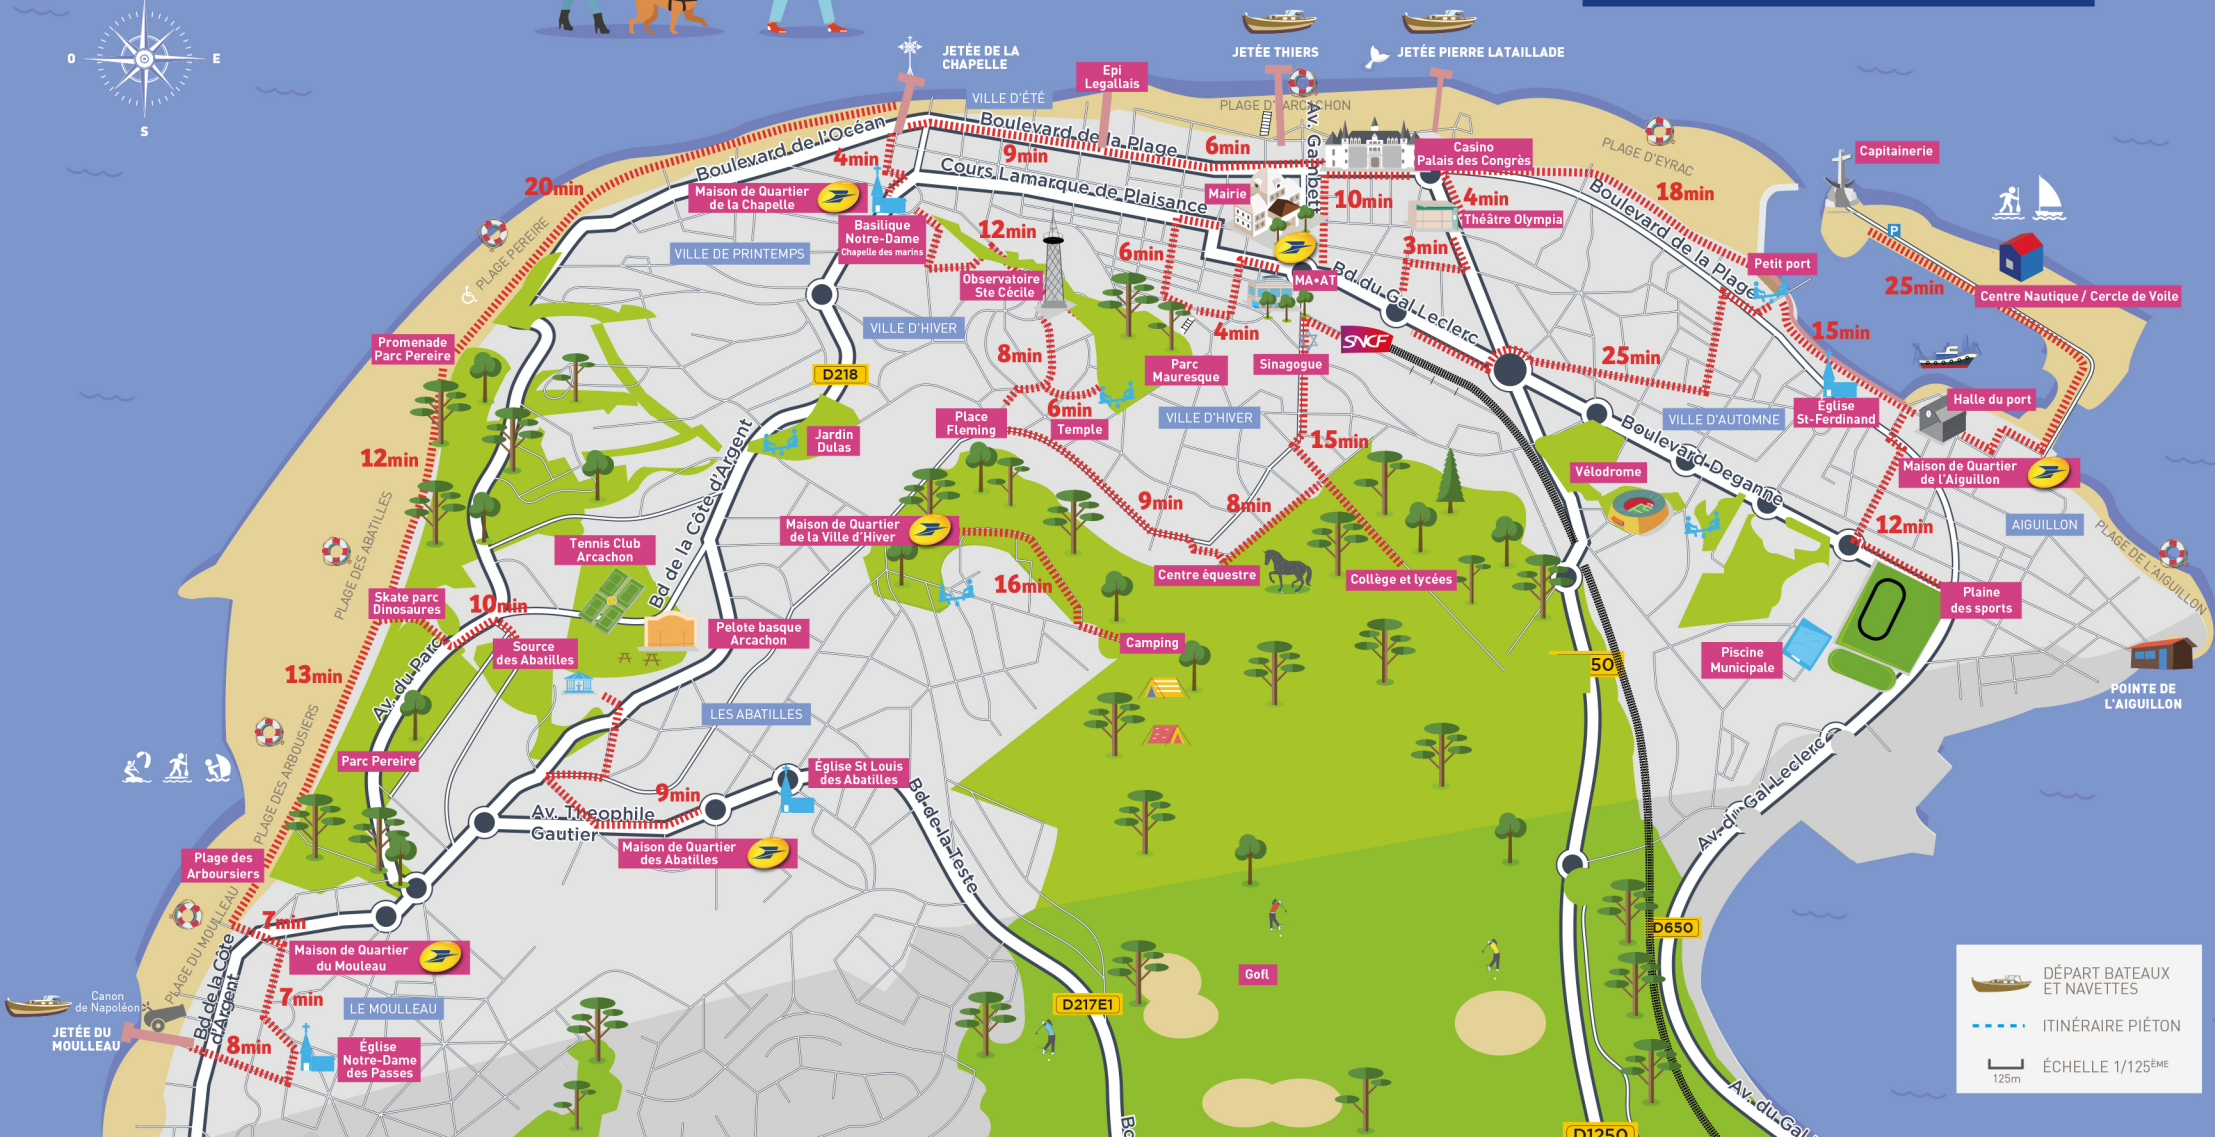 O
E
S
JETÉE DE LA
CHAPELLE
JETÉE THIERS
JETÉE PIERRE LATAILLADE
Epi
Legallais
VILLE D'ÉTÉ
PLAGE D'ARCACHON
Av. Gambetta
Boulevard de l'Océan
Boulevard de la Plage
Cours Lamarque de Plaisance
4min
9min
6min
20min
Casino
Palais des Congrès
PLAGE D'EYRAC
Capitainerie
Maison de Quartier
de la Chapelle
Mairie
10min
4min
Théâtre Olympia
18min
Boulevard de la Plage
Basilique
Notre-Dame
Chapelle des marins
12min
6min
3min
PLAGE PEREIRE
VILLE DE PRINTEMPS
Observatoire
Ste Cécile
MA•AT
Bd du Gal Leclerc
Petit port
P
25min
Centre Nautique / Cercle de Voile
VILLE D'HIVER
4min
SNCF
15min
Promenade
Parc Pereire
8min
Parc
Mauresque
Sinagogue
25min
D218
Place
Fleming
6min
Temple
VILLE D'HIVER
VILLE D'AUTOMNE
Église
St-Ferdinand
Halle du port
Jardin
Dulas
15min
Boulevard Deganne
12min
Vélodrome
Maison de Quartier
de l'Aiguillon
Bd de la Côte d'Argent
9min
8min
PLAGE DES ABATILLES
Maison de Quartier
de la Ville d'Hiver
12min
AIGUILLON
PLAGE DE L'AIGUILLON
Tennis Club
Arcachon
Centre équestre
Collège et lycées
16min
Skate parc
Dinosaures
10min
Plaine
des sports
Pelote basque
Arcachon
Camping
Source
des Abatilles
Piscine
Municipale
50
13min
Av. du Parc
POINTE DE
L'AIGUILLON
LES ABATILLES
PLAGE DES ARBOUSIERS
Parc Pereire
Église St Louis
des Abatilles
9min
Av. Theophile
Gautier
Bd de la Teste
Av. du Gal Leclerc
Maison de Quartier
des Abatilles
Plage des
Arboursiers
PLAGE DU MOULLEAU
7min
D650
Maison de Quartier
du Mouleau
Bd de la Côte
d'Argent
Gofl
7min
Canon
de Napoléon
LE MOULLEAU
D217E1
JETÉE DU
MOULLEAU
8min
Église
Notre-Dame
des Passes
DÉPART BATEAUX
ET NAVETTES
ITINÉRAIRE PIÉTON
ÉCHELLE 1/125ÈME
125m
D1250
Av. du Gal